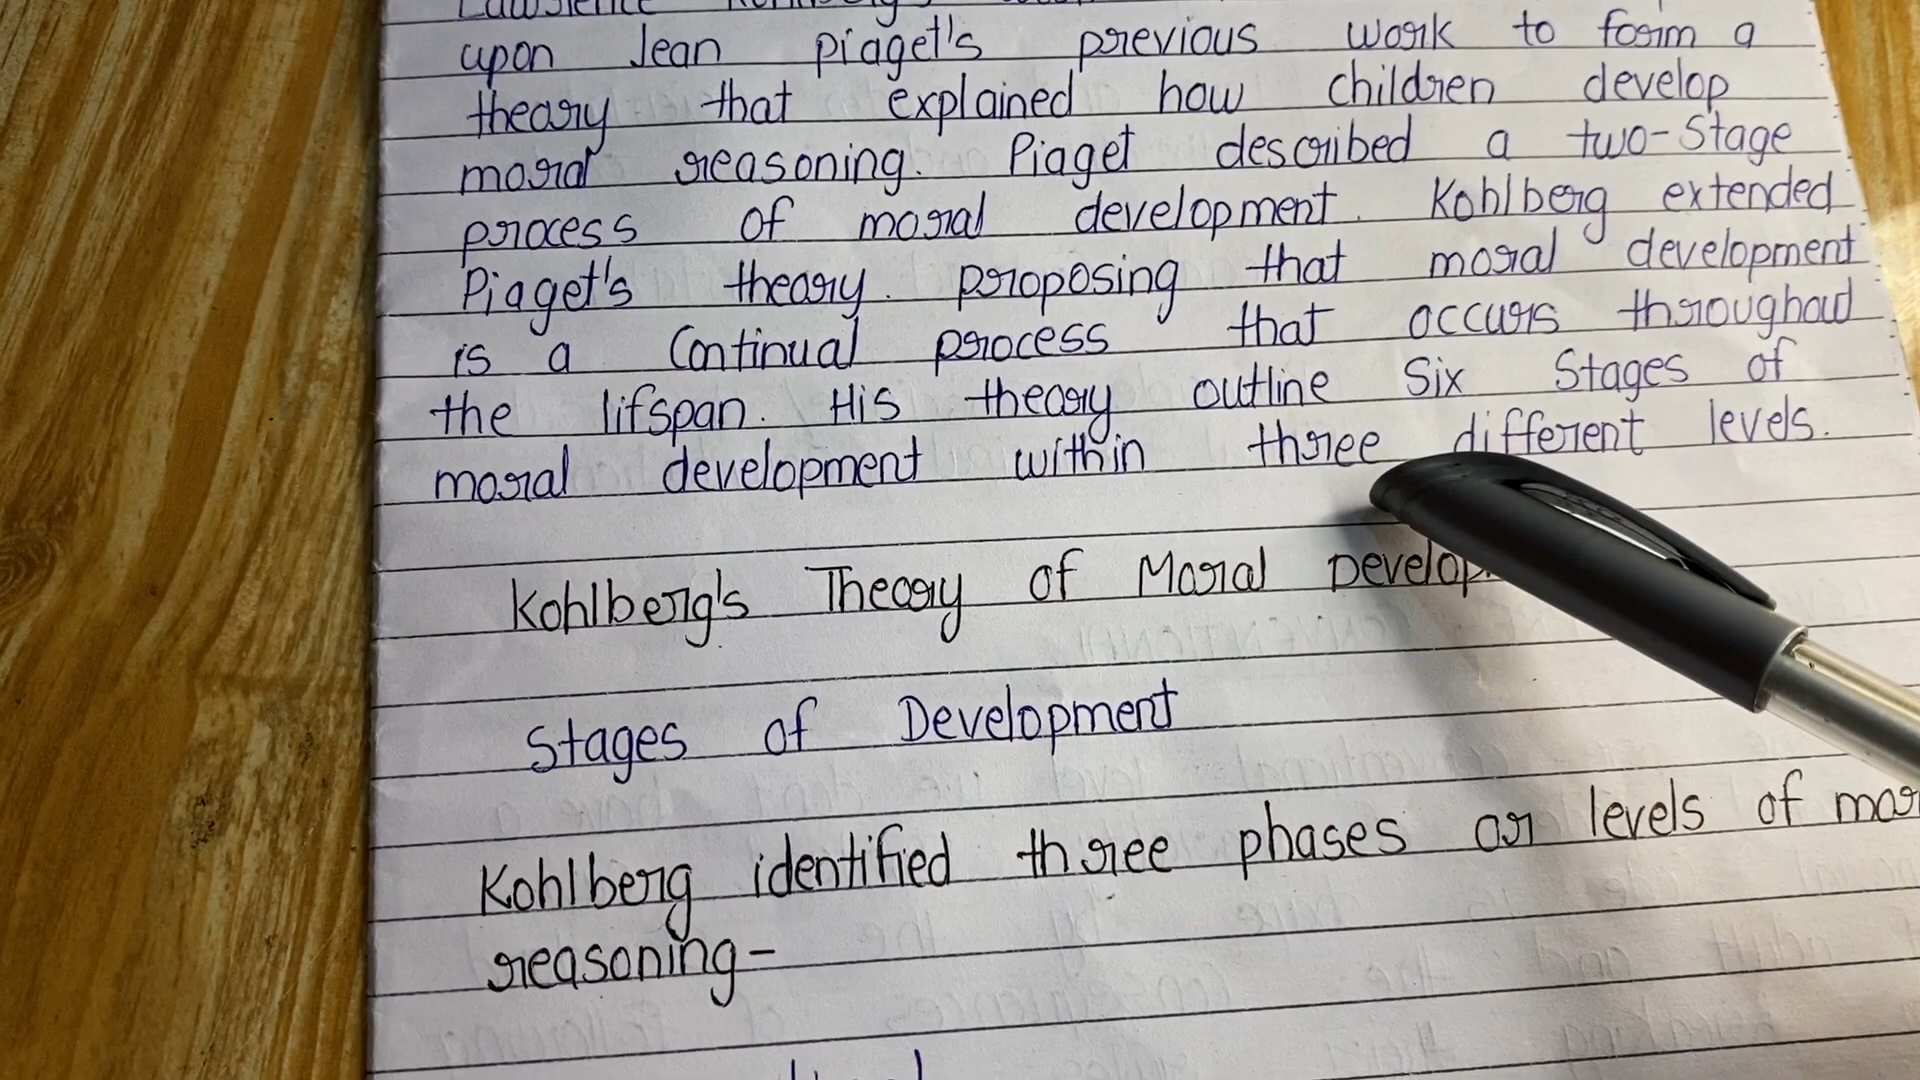 upon Jean Piaget's previous work to form a
theory that explained how children develop
moral reasoning. Piaget described a two-stage
process of moral development. Kohlberg extended
Piaget's theory. proposing that moral development
is a Continual process that occurs throughout
the lifspan. His theory outline Six Stages of
moral development within three different levels.
Kohlberg's Theory of Moral Develop
Stages of Development
Kohlberg identified three phases or levels of mor
reasoning-